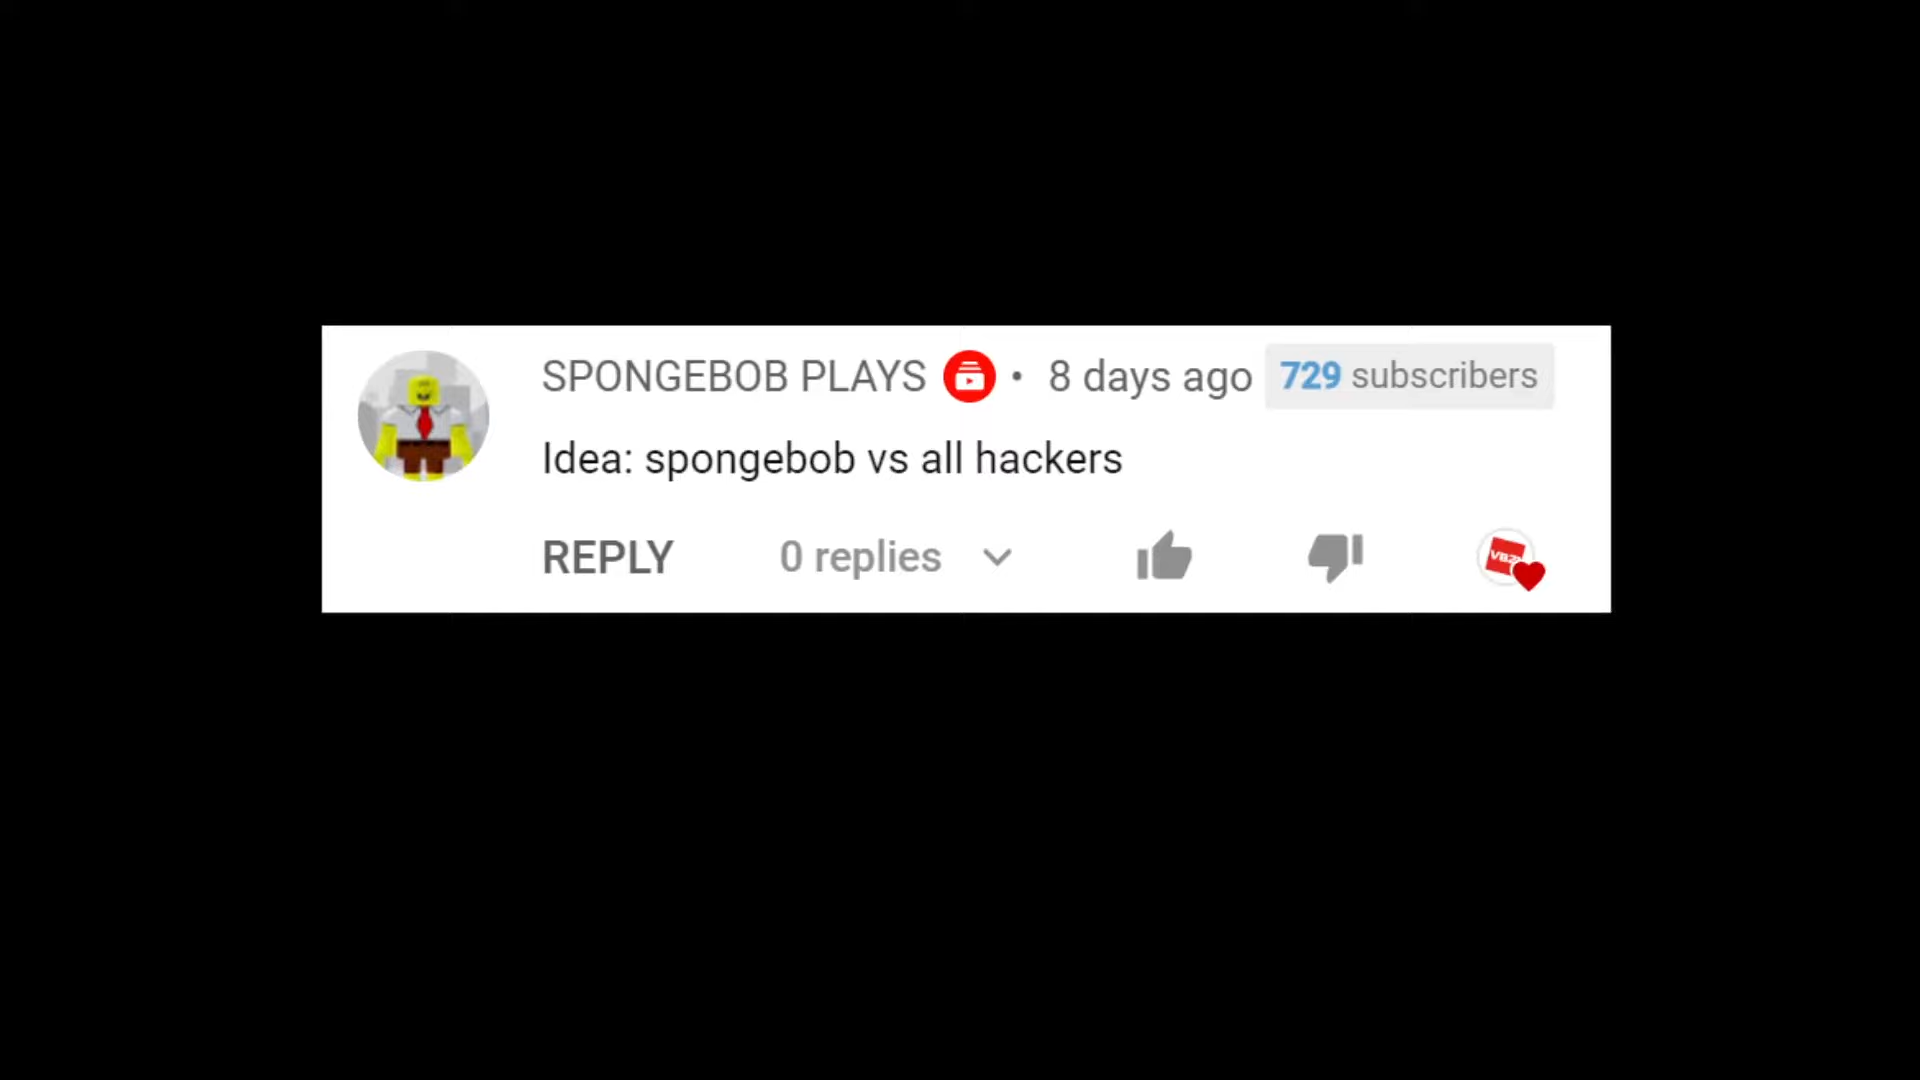 SPONGEBOB PLAYS • 8 days ago 729 subscribers
Idea: spongebob vs all hackers
REPLY 0 replies